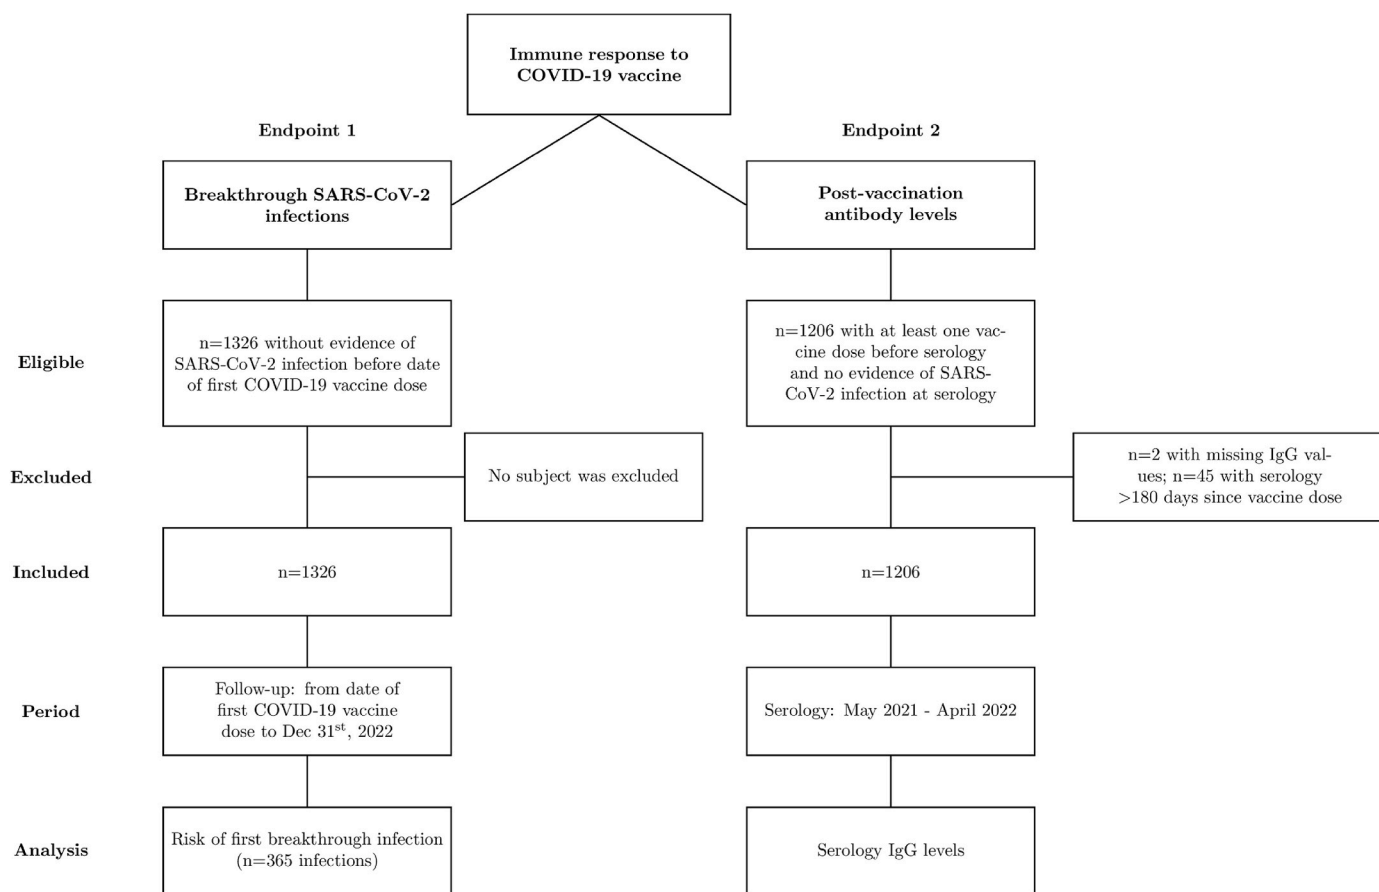 Immune response to
COVID-19 vaccine
Endpoint 1
Endpoint 2
Breakthrough SARS-CoV-2
infections
Post-vaccination
antibody levels
Eligible
n=1326 without evidence of
SARS-CoV-2 infection before date
of first COVID-19 vaccine dose
n=1206 with at least one vac-
cine dose before serology
and no evidence of SARS-
CoV-2 infection at serology
Excluded
No subject was excluded
n=2 with missing IgG val-
ues; n=45 with serology
>180 days since vaccine dose
Included
n=1326
n=1206
Period
Follow-up: from date of
first COVID-19 vaccine
dose to Dec 31st, 2022
Serology: May 2021 - April 2022
Analysis
Risk of first breakthrough infection
(n=365 infections)
Serology IgG levels